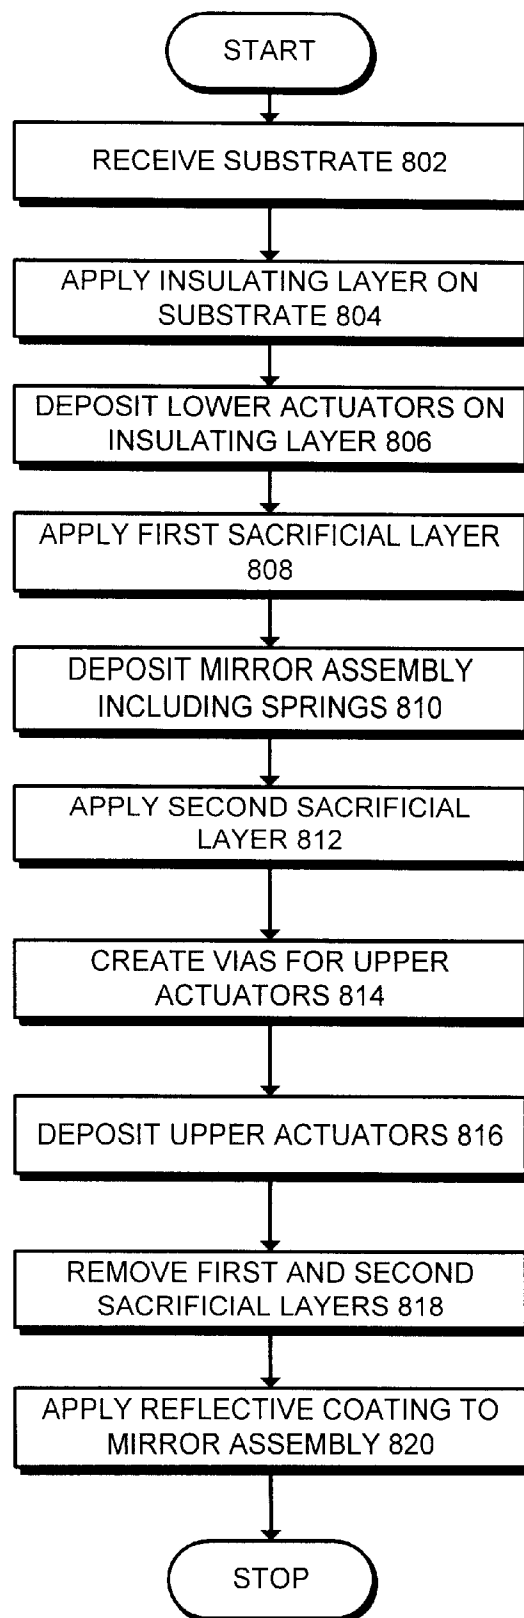 START
RECEIVE SUBSTRATE 802
APPLY INSULATING LAYER ON
SUBSTRATE 804
DEPOSIT LOWER ACTUATORS ON
INSULATING LAYER 806
APPLY FIRST SACRIFICIAL LAYER
808
DEPOSIT MIRROR ASSEMBLY
INCLUDING SPRINGS 810
APPLY SECOND SACRIFICIAL
LAYER 812
CREATE VIAS FOR UPPER
ACTUATORS 814
DEPOSIT UPPER ACTUATORS 816
REMOVE FIRST AND SECOND
SACRIFICIAL LAYERS 818
APPLY REFLECTIVE COATING TO
MIRROR ASSEMBLY 820
STOP